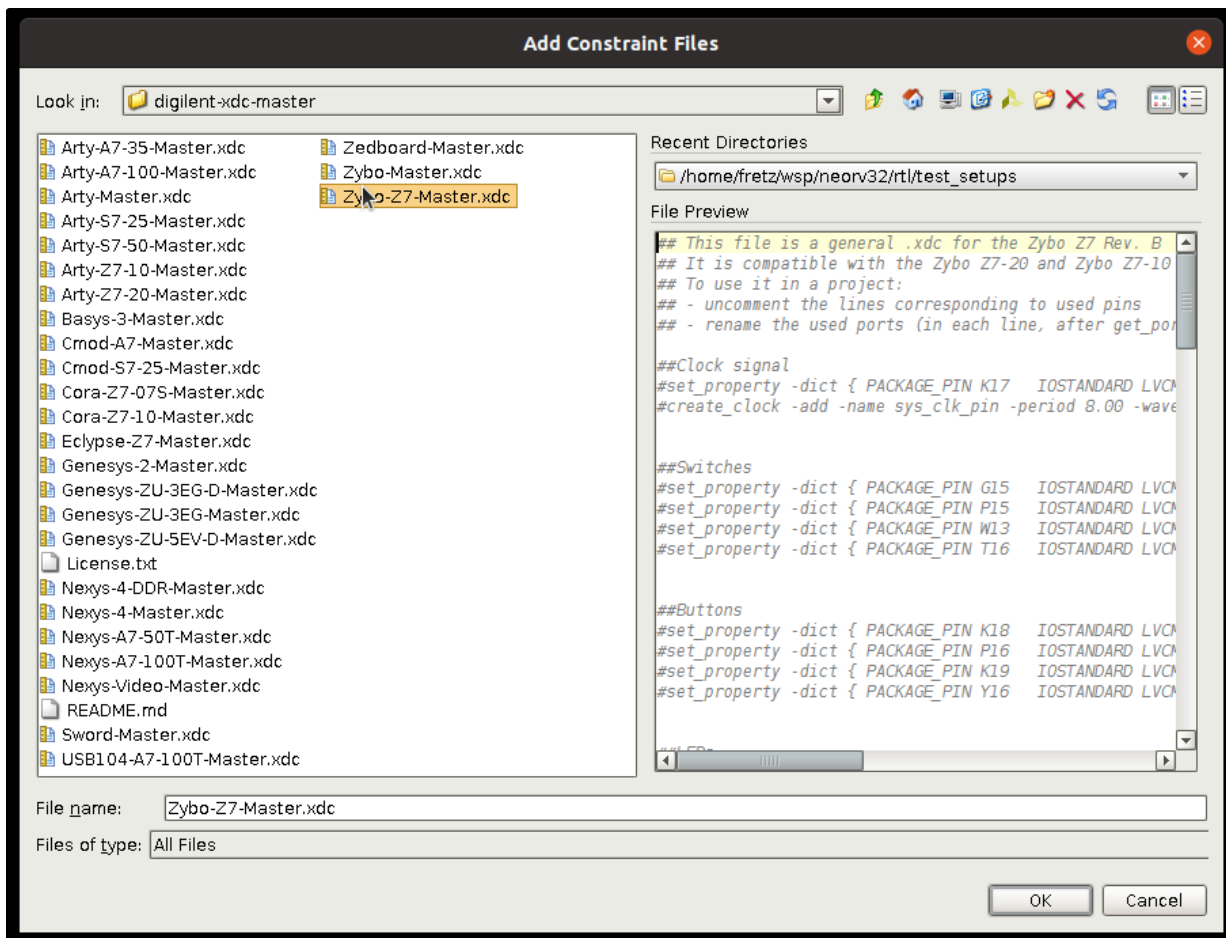 Add Constraint Files
Look in: digilent-xdc-master
Arty-A7-35-Master.xdc
Arty-A7-100-Master.xdc
Arty-Master.xdc
Arty-S7-25-Master.xdc
Arty-S7-50-Master.xdc
Arty-Z7-10-Master.xdc
Arty-Z7-20-Master.xdc
Basys-3-Master.xdc
Cmod-A7-Master.xdc
Cmod-S7-25-Master.xdc
Cora-Z7-07S-Master.xdc
Cora-Z7-10-Master.xdc
Eclypse-Z7-Master.xdc
Genesys-2-Master.xdc
Genesys-ZU-3EG-D-Master.xdc
Genesys-ZU-3EG-Master.xdc
Genesys-ZU-5EV-D-Master.xdc
License.txt
Nexys-4-DDR-Master.xdc
Nexys-4-Master.xdc
Nexys-A7-50T-Master.xdc
Nexys-A7-100T-Master.xdc
Nexys-Video-Master.xdc
README.md
Sword-Master.xdc
USB104-A7-100T-Master.xdc
Zedboard-Master.xdc
Zybo-Master.xdc
Zybo-Z7-Master.xdc
Recent Directories
/home/fretz/wsp/neorv32/rtl/test_setups
File Preview
## This file is a general .xdc for the Zybo Z7 Rev. B
## It is compatible with the Zybo Z7-20 and Zybo Z7-10
## To use it in a project:
## - uncomment the lines corresponding to used pins
## - rename the used ports (in each line, after get_por
##Clock signal
#set_property -dict { PACKAGE_PIN K17 IOSTANDARD LVCM
#create_clock -add -name sys_clk_pin -period 8.00 -wave
##Switches
#set_property -dict { PACKAGE_PIN G15 IOSTANDARD LVCM
#set_property -dict { PACKAGE_PIN P15 IOSTANDARD LVCM
#set_property -dict { PACKAGE_PIN W13 IOSTANDARD LVCM
#set_property -dict { PACKAGE_PIN T16 IOSTANDARD LVCM
##Buttons
#set_property -dict { PACKAGE_PIN K18 IOSTANDARD LVCM
#set_property -dict { PACKAGE_PIN P16 IOSTANDARD LVCM
#set_property -dict { PACKAGE_PIN K19 IOSTANDARD LVCM
#set_property -dict { PACKAGE_PIN Y16 IOSTANDARD LVCM
File name: Zybo-Z7-Master.xdc
Files of type: All Files
OK Cancel